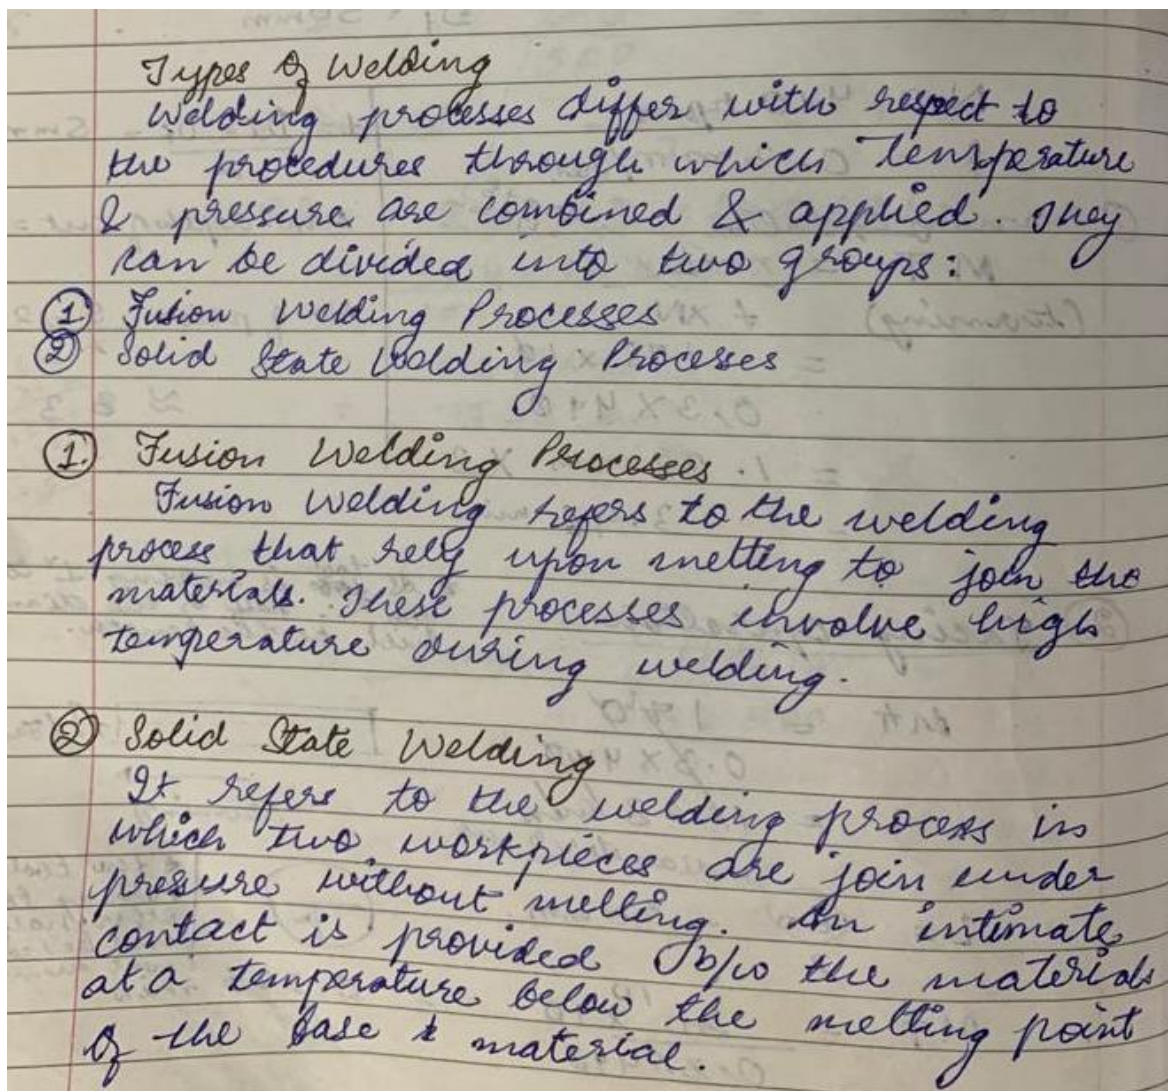 Types of Welding
Welding processes differ with respect to
the procedures through which Temperature
& pressure are combined & applied. They
can be divided into two groups:
① Fusion Welding Processes
② Solid State Welding Processes
① Fusion Welding Processes.
Fusion Welding refers to the welding
process that rely upon melting to join the
materials. These processes involve high
temperature during welding.
② Solid State Welding
It refers to the welding process in
which two workpieces are join under
pressure without melting. An intimate
contact is provided b/w the materials
at a temperature below the melting point
of the base material.